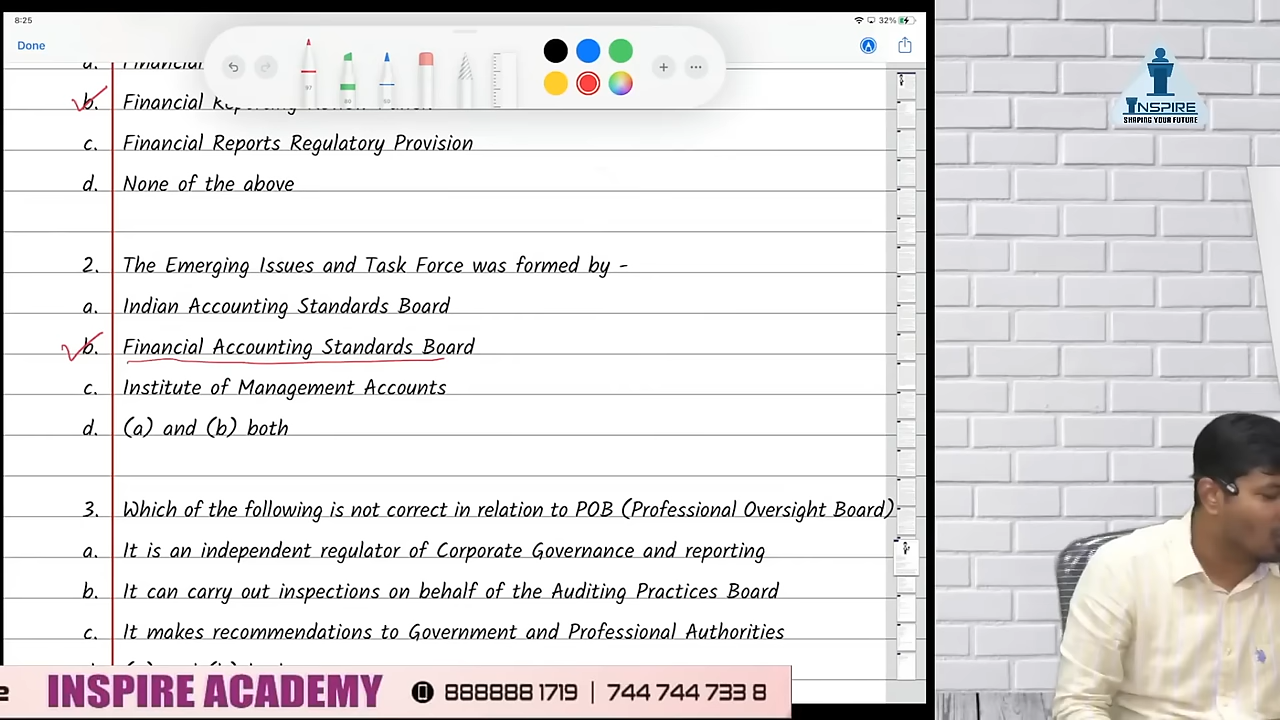 8:25
32%
Done
a. Financial
b. Financial Reporting Review Panel
c. Financial Reports Regulatory Provision
d. None of the above
2. The Emerging Issues and Task Force was formed by -
a. Indian Accounting Standards Board
b. Financial Accounting Standards Board
c. Institute of Management Accounts
d. (a) and (b) both
3. Which of the following is not correct in relation to POB (Professional Oversight Board)
a. It is an independent regulator of Corporate Governance and reporting
b. It can carry out inspections on behalf of the Auditing Practices Board
c. It makes recommendations to Government and Professional Authorities
INSPIRE
SHAPING YOUR FUTURE
INSPIRE ACADEMY 888888 1719 | 744 744 733 8